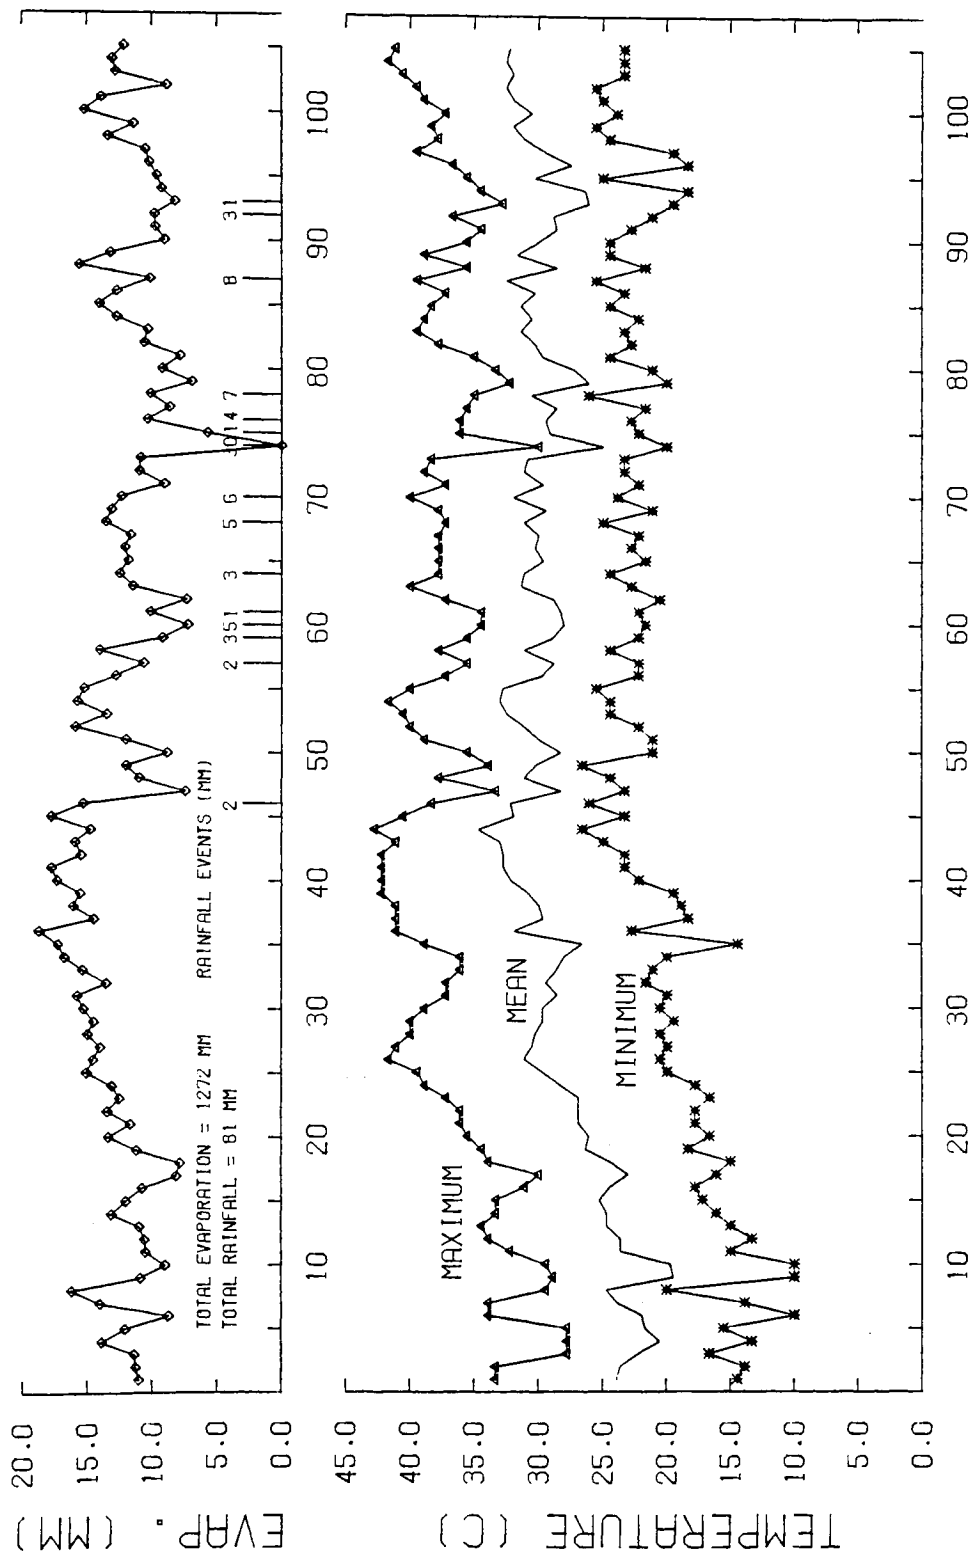 EVAP. (MM)
20.0
15.0
10.0
5.0
0.0
TOTAL EVAPORATION = 1272 MM RAINFALL EVENTS (MM)
TOTAL RAINFALL = 81 MM
2 2 351 3 5 6 14 7 8 31
10 20 30 40 50 60 70 80 90 100
TEMPERATURE (C)
45.0
40.0
35.0
30.0
25.0
20.0
15.0
10.0
5.0
0.0
MAXIMUM
MEAN
MINIMUM
10 20 30 40 50 60 70 80 90 100